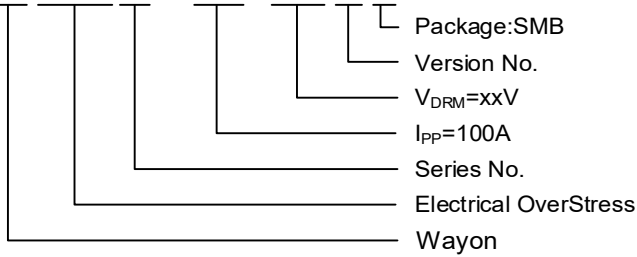 Package:SMB
Version No.
VDRM=xxV
IPP=100A
Series No.
Electrical OverStress
Wayon